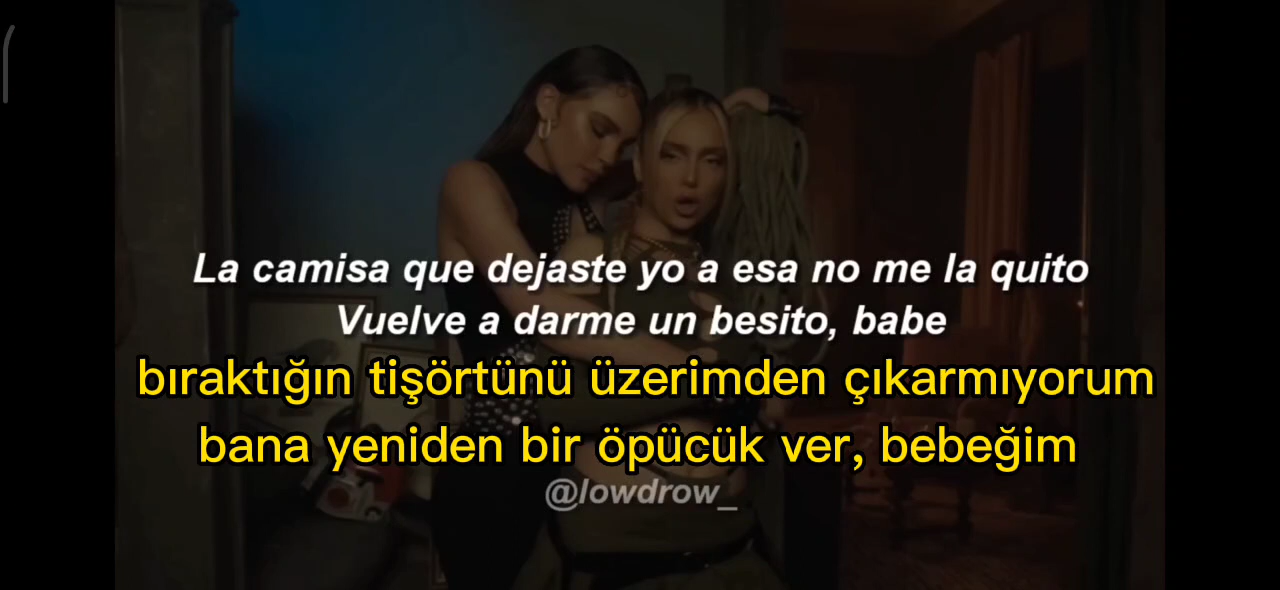 La camisa que dejaste yo a esa no me la quito
Vuelve a darme un besito, babe
bıraktığın tişörtünü üzerimden çıkarmıyorum
bana yeniden bir öpücük ver, bebeğim
@lowdrow_